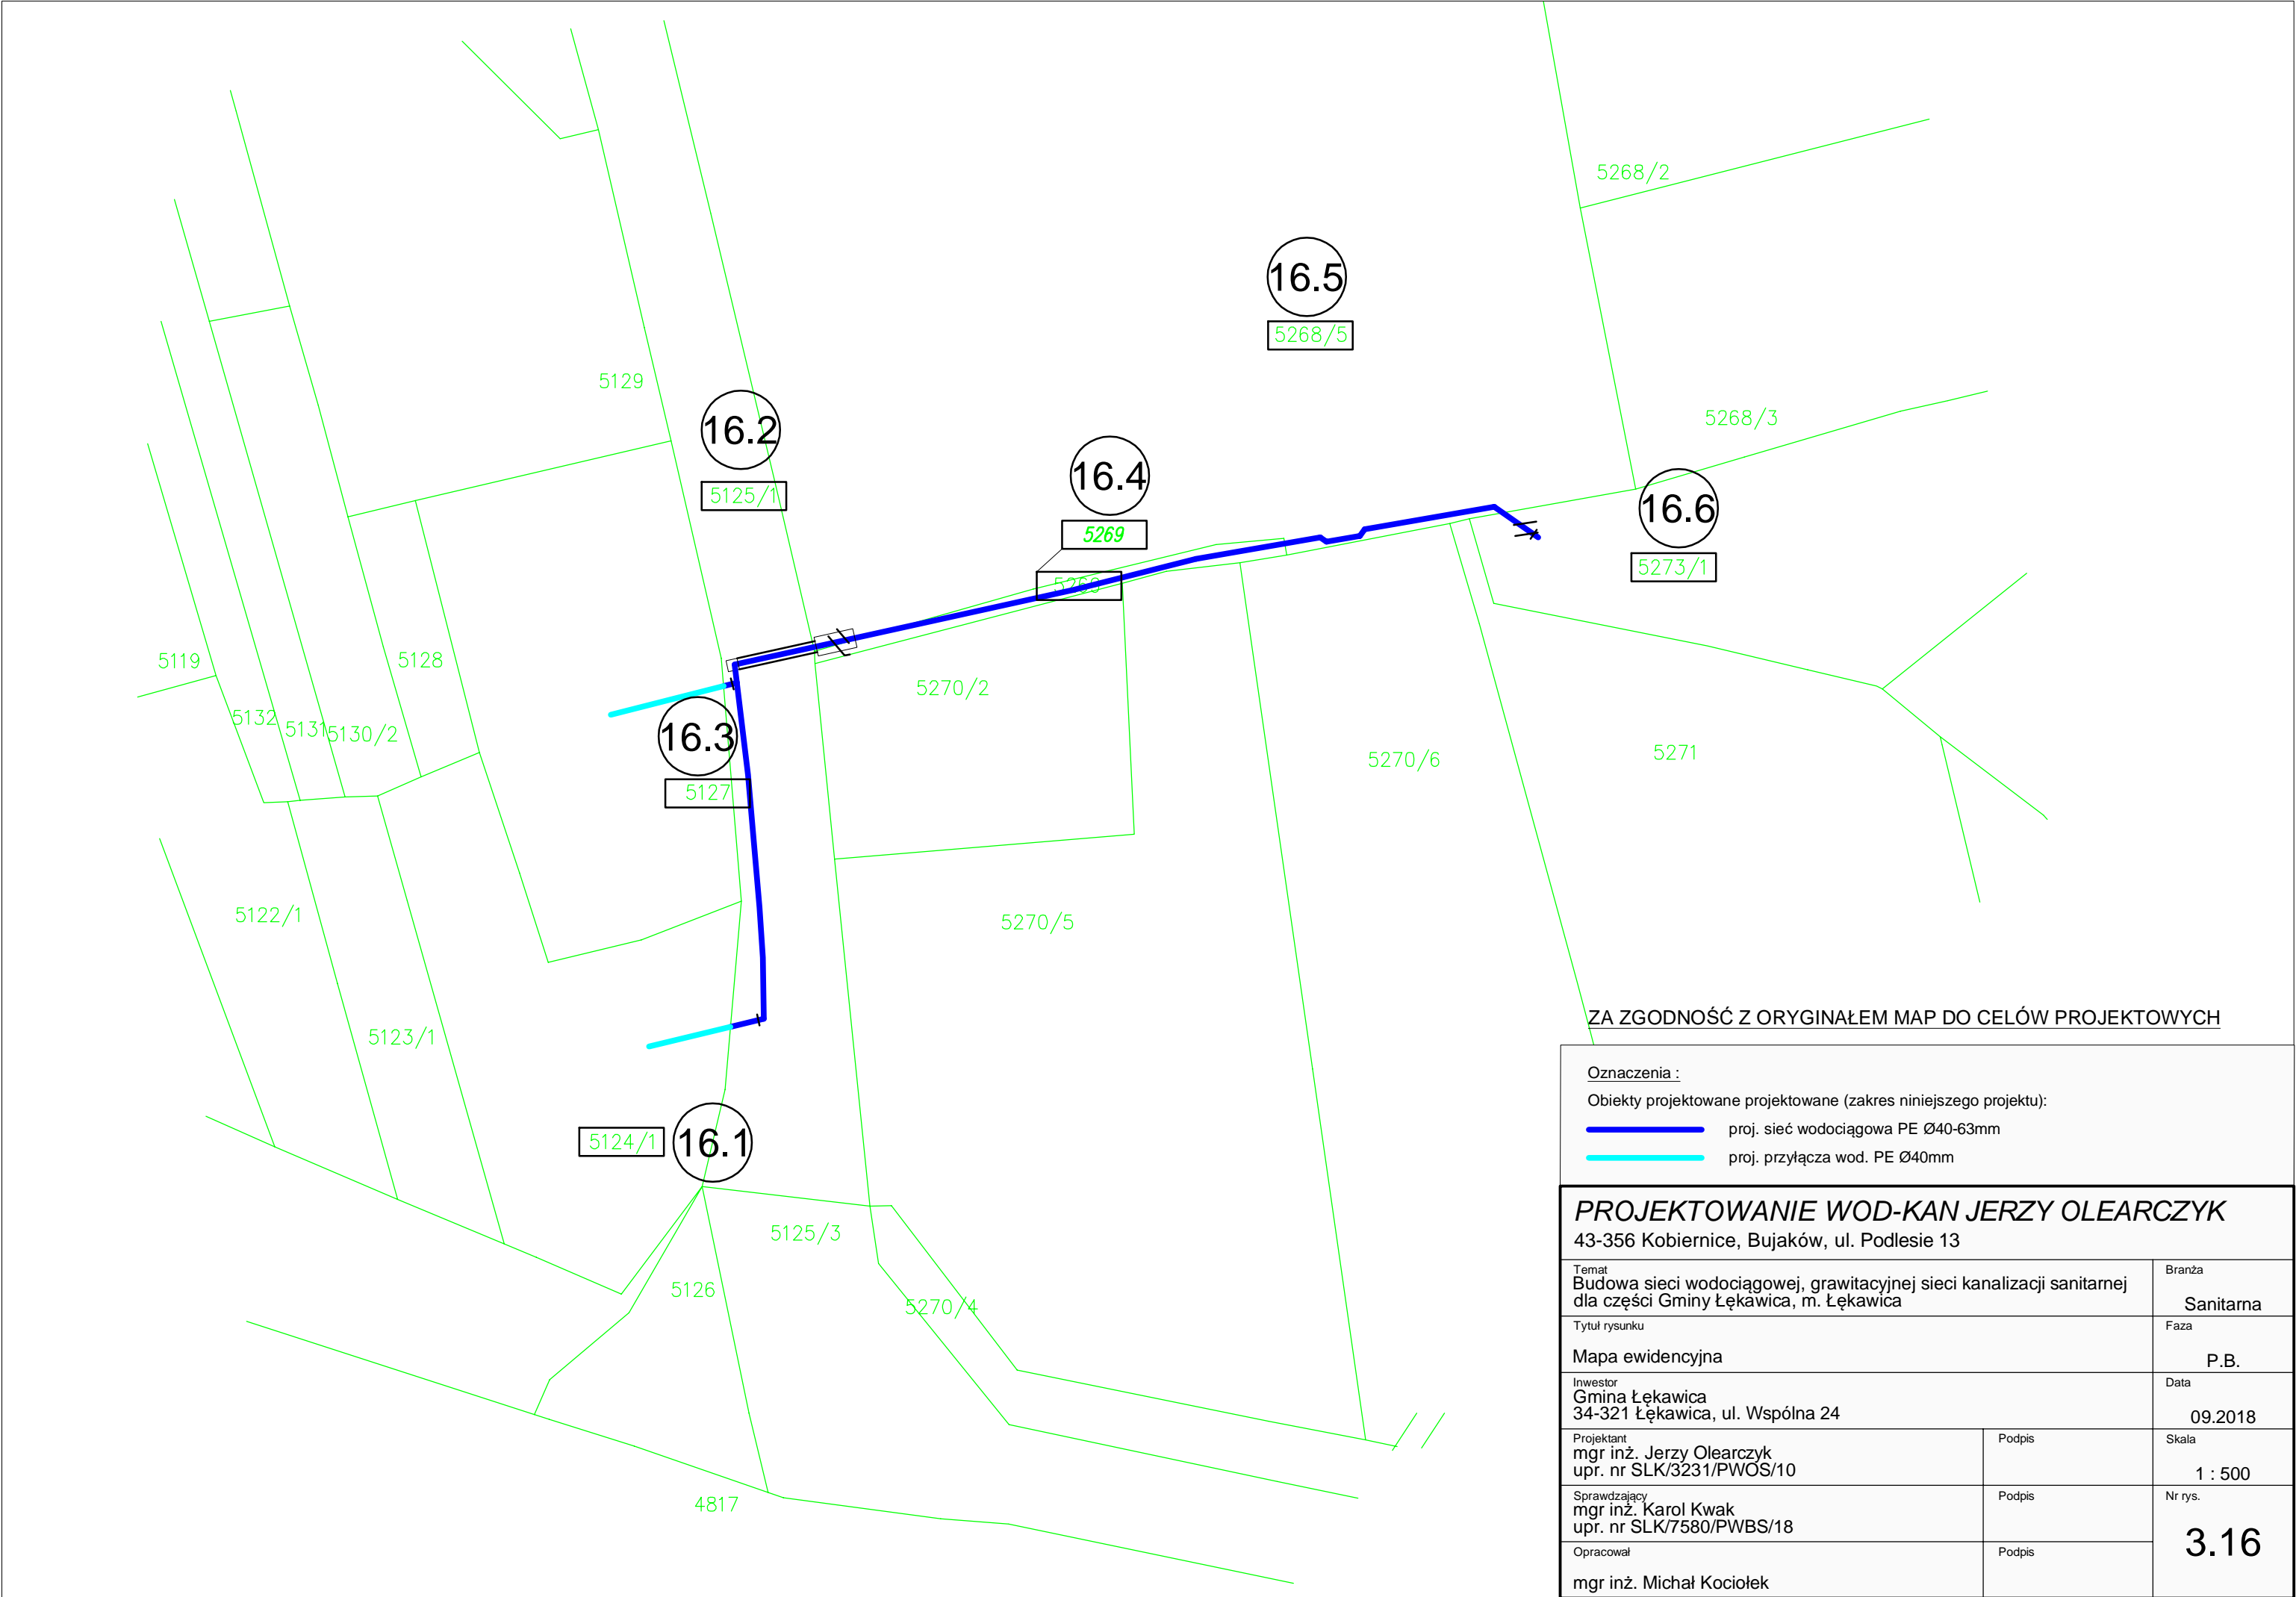 5268/2
16.5
5268/5
5129
16.2
5125/1
5268/3
16.4
5269
16.6
5273/1
5269
5119
5128
5270/2
5132
5131
5130/2
16.3
5127
5270/6
5271
5122/1
5270/5
5123/1
5124/1
16.1
5125/3
5126
5270/4
4817
ZA ZGODNOŚĆ Z ORYGINAŁEM MAP DO CELÓW PROJEKTOWYCH
Oznaczenia :
Obiekty projektowane projektowane (zakres niniejszego projektu):
proj. sieć wodociągowa PE Ø40-63mm
proj. przyłącza wod. PE Ø40mm
PROJEKTOWANIE WOD-KAN JERZY OLEARCZYK
43-356 Kobiernice, Bujaków, ul. Podlesie 13
Temat
Budowa sieci wodociągowej, grawitacyjnej sieci kanalizacji sanitarnej
dla części Gminy Łękawica, m. Łękawica
Branża
Sanitarna
Tytuł rysunku
Mapa ewidencyjna
Faza
P.B.
Inwestor
Gmina Łękawica
34-321 Łękawica, ul. Wspólna 24
Data
09.2018
Projektant
mgr inż. Jerzy Olearczyk
upr. nr SLK/3231/PWOS/10
Podpis
Skala
1 : 500
Sprawdzający
mgr inż. Karol Kwak
upr. nr SLK/7580/PWBS/18
Podpis
Nr rys.
3.16
Opracował
mgr inż. Michał Kociołek
Podpis